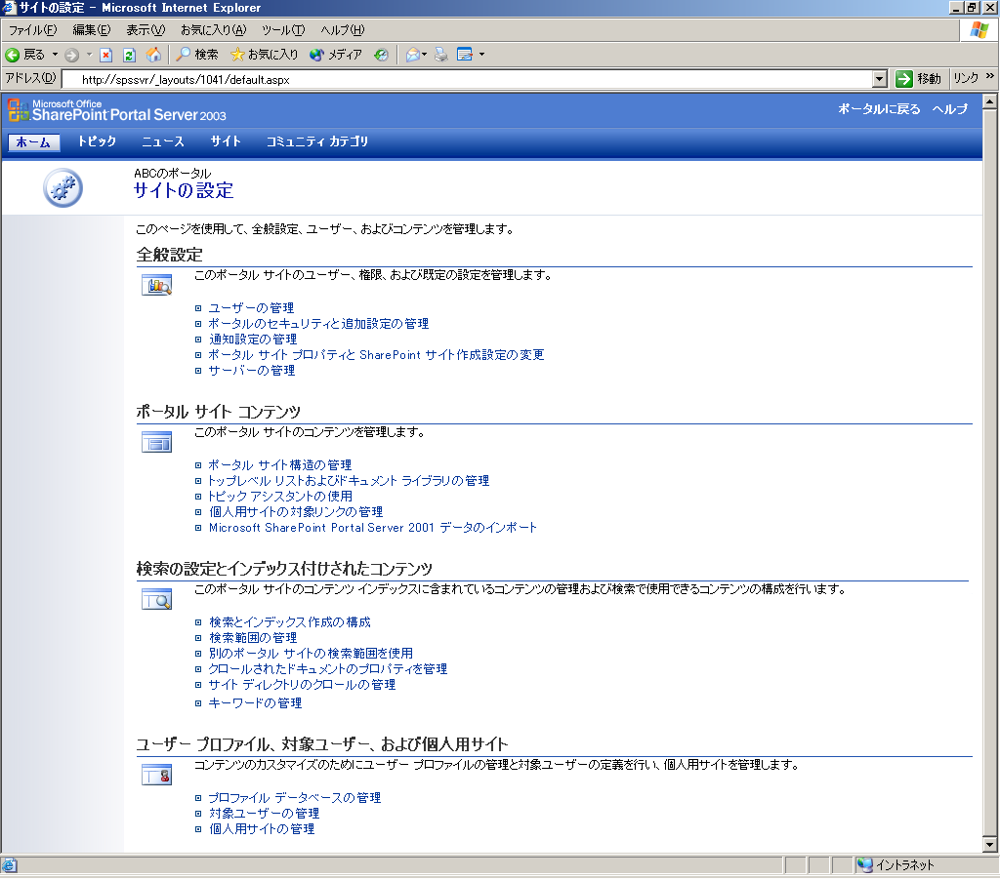 サイトの設定 - Microsoft Internet Explorer
ファイル(F) 編集(E) 表示(V) お気に入り(A) ツール(T) ヘルプ(H)
戻る 検索 お気に入り メディア
アドレス(D) http://spssvr/_layouts/1041/default.aspx 移動 リンク »
Microsoft Office
SharePoint Portal Server 2003
ポータルに戻る ヘルプ
ホーム トピック ニュース サイト コミュニティ カテゴリ
ABCのポータル
サイトの設定
このページを使用して、全般設定、ユーザー、およびコンテンツを管理します。
全般設定
このポータル サイトのユーザー、権限、および既定の設定を管理します。
ユーザーの管理
ポータルのセキュリティと追加設定の管理
通知設定の管理
ポータル サイト プロパティと SharePoint サイト作成設定の変更
サーバーの管理
ポータル サイト コンテンツ
このポータル サイトのコンテンツを管理します。
ポータル サイト構造の管理
トップレベル リストおよびドキュメント ライブラリの管理
トピック アシスタントの使用
個人用サイトの対象リンクの管理
Microsoft SharePoint Portal Server 2001 データのインポート
検索の設定とインデックス付けされたコンテンツ
このポータル サイトのコンテンツ インデックスに含まれているコンテンツの管理および検索で使用できるコンテンツの構成を行います。
検索とインデックス作成の構成
検索範囲の管理
別のポータル サイトの検索範囲を使用
クロールされたドキュメントのプロパティを管理
サイト ディレクトリのクロールの管理
キーワードの管理
ユーザー プロファイル、対象ユーザー、および個人用サイト
コンテンツのカスタマイズのためにユーザー プロファイルの管理と対象ユーザーの定義を行い、個人用サイトを管理します。
プロファイル データベースの管理
対象ユーザーの管理
個人用サイトの管理
イントラネット